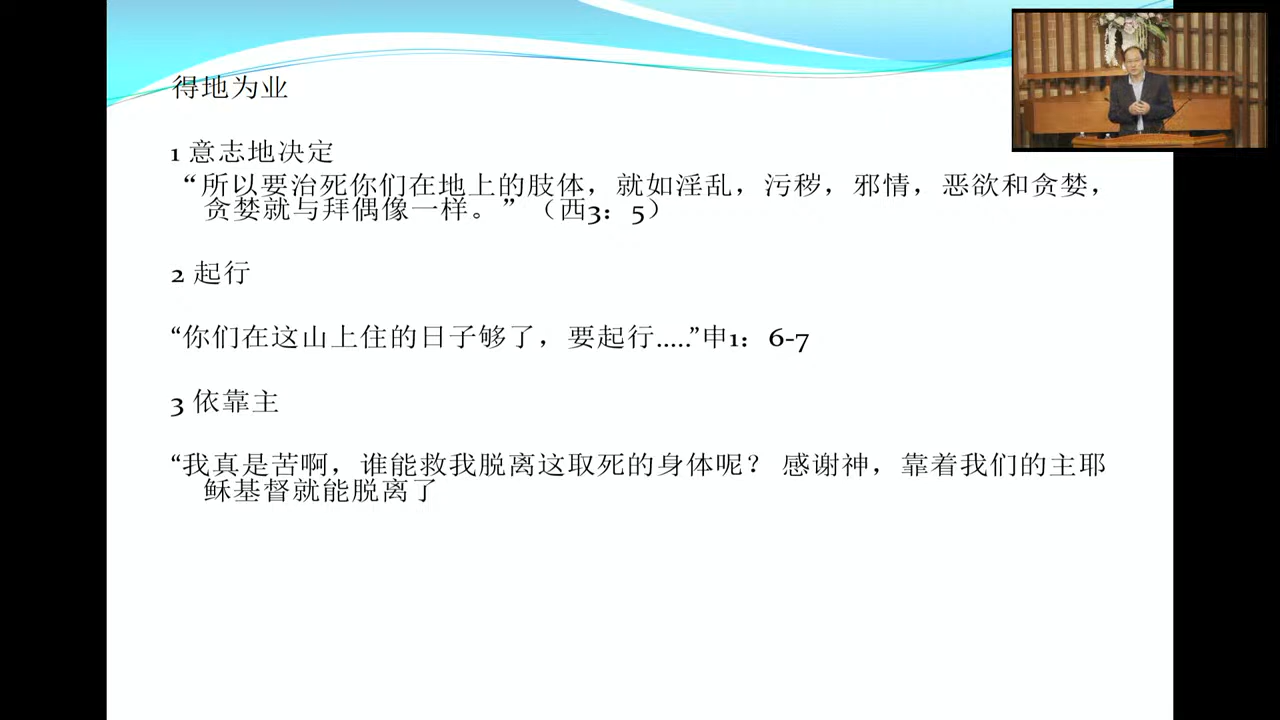 得地为业
1 意志地决定
“所以要治死你们在地上的肢体，就如淫乱，污秽，邪情，恶欲和贪婪，
贪婪就与拜偶像一样。”（西3：5）
2 起行
“你们在这山上住的日子够了，要起行.....”申1：6-7
3 依靠主
“我真是苦啊，谁能救我脱离这取死的身体呢？ 感谢神，靠着我们的主耶
稣基督就能脱离了